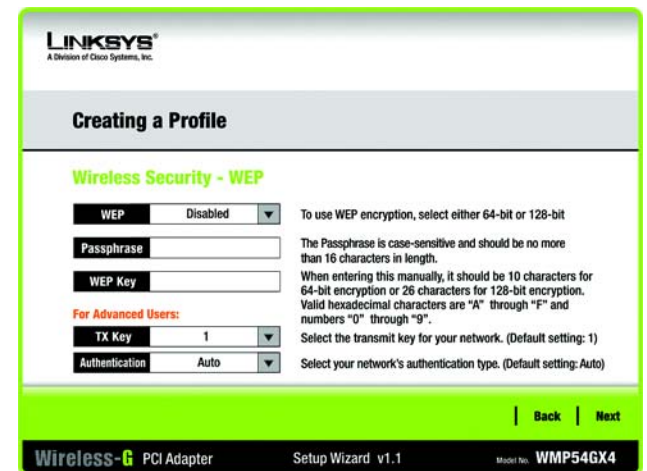 LINKSYS®
A Division of Cisco Systems, Inc.
Creating a Profile
Wireless Security - WEP
WEP Disabled To use WEP encryption, select either 64-bit or 128-bit
Passphrase The Passphrase is case-sensitive and should be no more
than 16 characters in length.
WEP Key When entering this manually, it should be 10 characters for
64-bit encryption or 26 characters for 128-bit encryption.
Valid hexadecimal characters are “A” through “F” and
numbers “0” through “9”.
For Advanced Users:
TX Key 1 Select the transmit key for your network. (Default setting: 1)
Authentication Auto Select your network's authentication type. (Default setting: Auto)
Back Next
Wireless-G PCI Adapter Setup Wizard v1.1 Model No. WMP54GX4